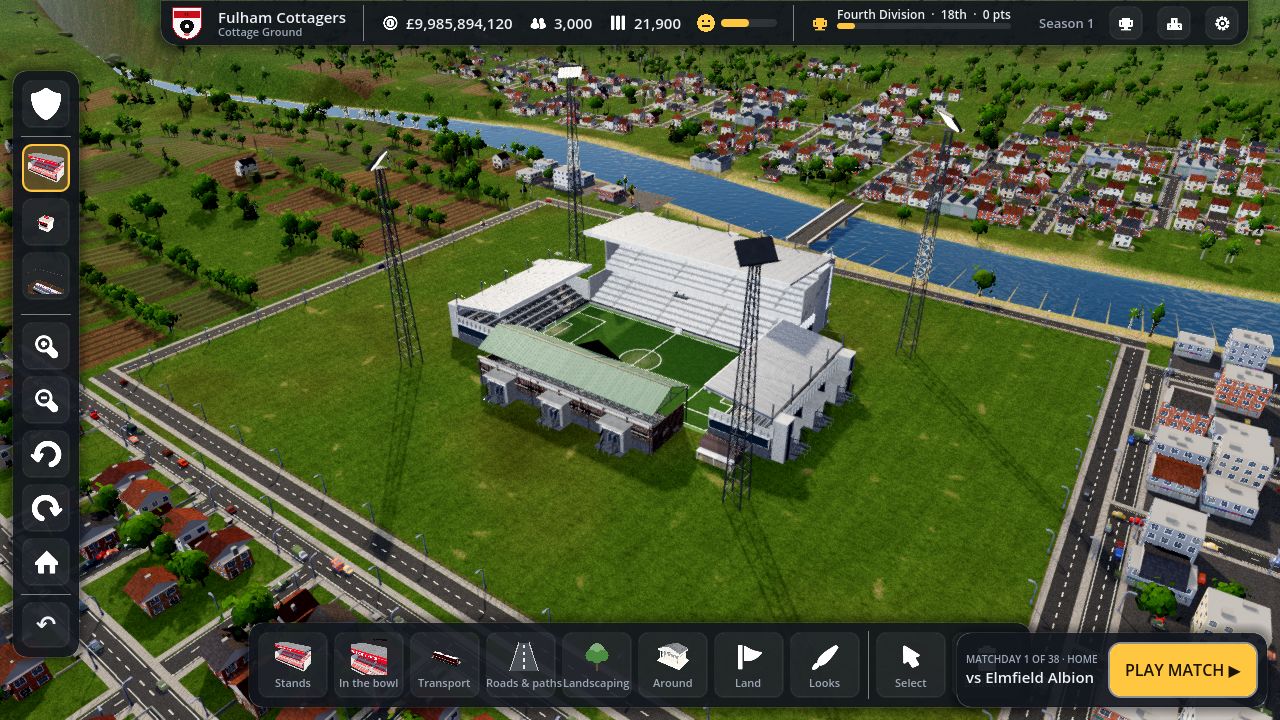 Fulham Cottagers
Cottage Ground
£9,985,894,120
3,000
21,900
Fourth Division · 18th · 0 pts
Season 1
Stands
In the bowl
Transport
Roads & paths
Landscaping
Around
Land
Looks
Select
MATCHDAY 1 OF 38 · HOME
vs Elmfield Albion
PLAY MATCH ▶